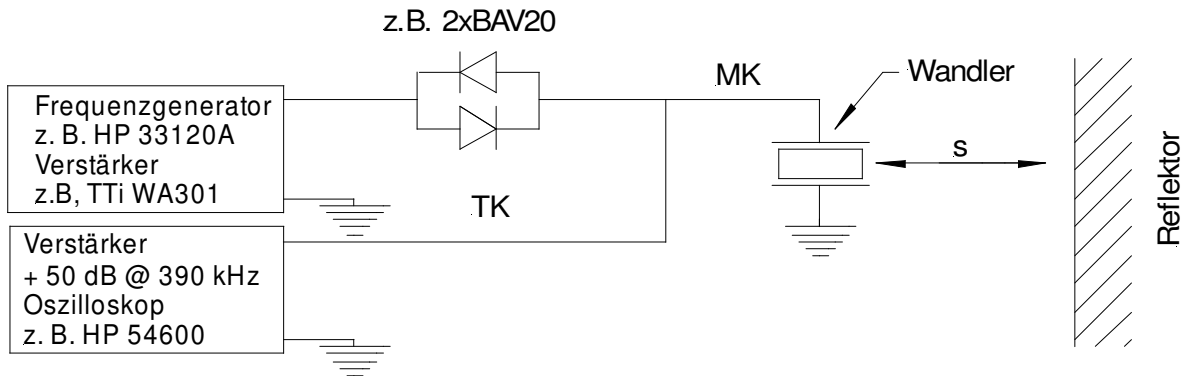 z.B. 2xBAV20
MK
Wandler
Frequenzgenerator
z. B. HP 33120A
Verstärker
z.B, TTi WA301
s
Reflektor
TK
Verstärker
+ 50 dB @ 390 kHz
Oszilloskop
z. B. HP 54600